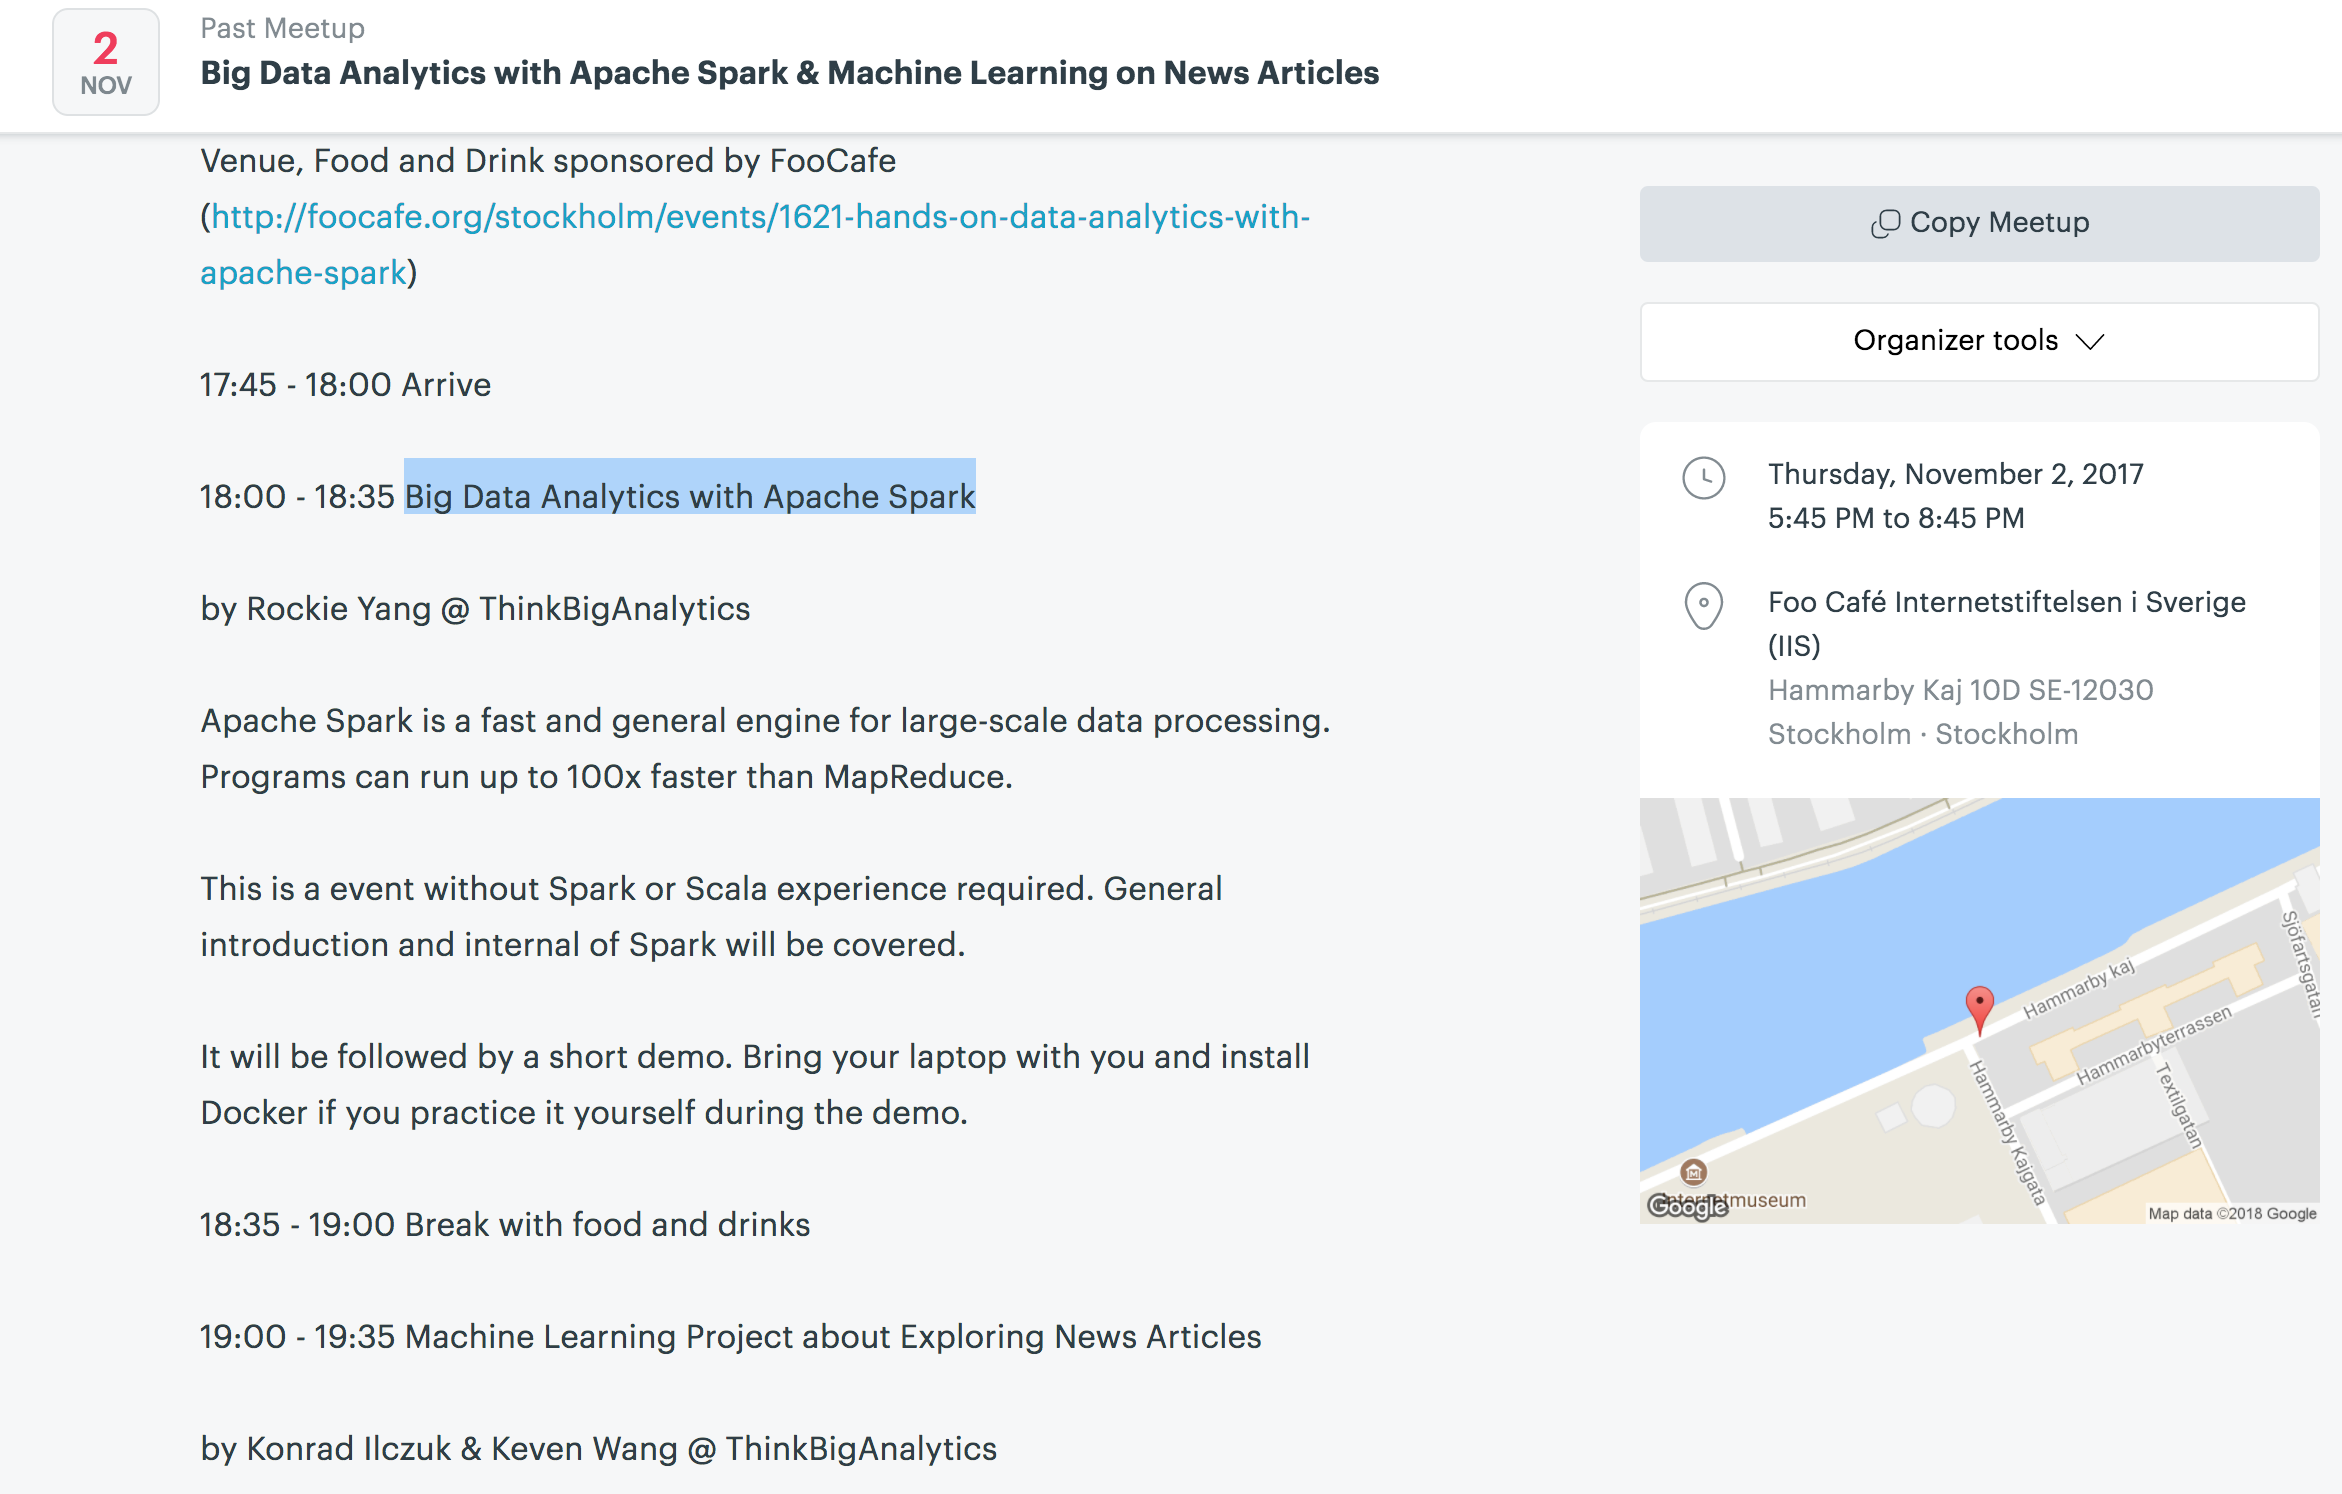 2
NOV
Past Meetup
Big Data Analytics with Apache Spark & Machine Learning on News Articles
Venue, Food and Drink sponsored by FooCafe
(http://foocafe.org/stockholm/events/1621-hands-on-data-analytics-with-
apache-spark)
17:45 - 18:00 Arrive
18:00 - 18:35 Big Data Analytics with Apache Spark
by Rockie Yang @ ThinkBigAnalytics
Apache Spark is a fast and general engine for large-scale data processing.
Programs can run up to 100x faster than MapReduce.
This is a event without Spark or Scala experience required. General
introduction and internal of Spark will be covered.
It will be followed by a short demo. Bring your laptop with you and install
Docker if you practice it yourself during the demo.
18:35 - 19:00 Break with food and drinks
19:00 - 19:35 Machine Learning Project about Exploring News Articles
by Konrad Ilczuk & Keven Wang @ ThinkBigAnalytics
Copy Meetup
Organizer tools
Thursday, November 2, 2017
5:45 PM to 8:45 PM
Foo Café Internetstiftelsen i Sverige
(IIS)
Hammarby Kaj 10D SE-12030
Stockholm · Stockholm
Sjöfartsgatan
Hammarby kaj
Hammarbyterrassen
Textilgatan
Hammarby Kajgata
Internetmuseum
Google
Map data ©2018 Google